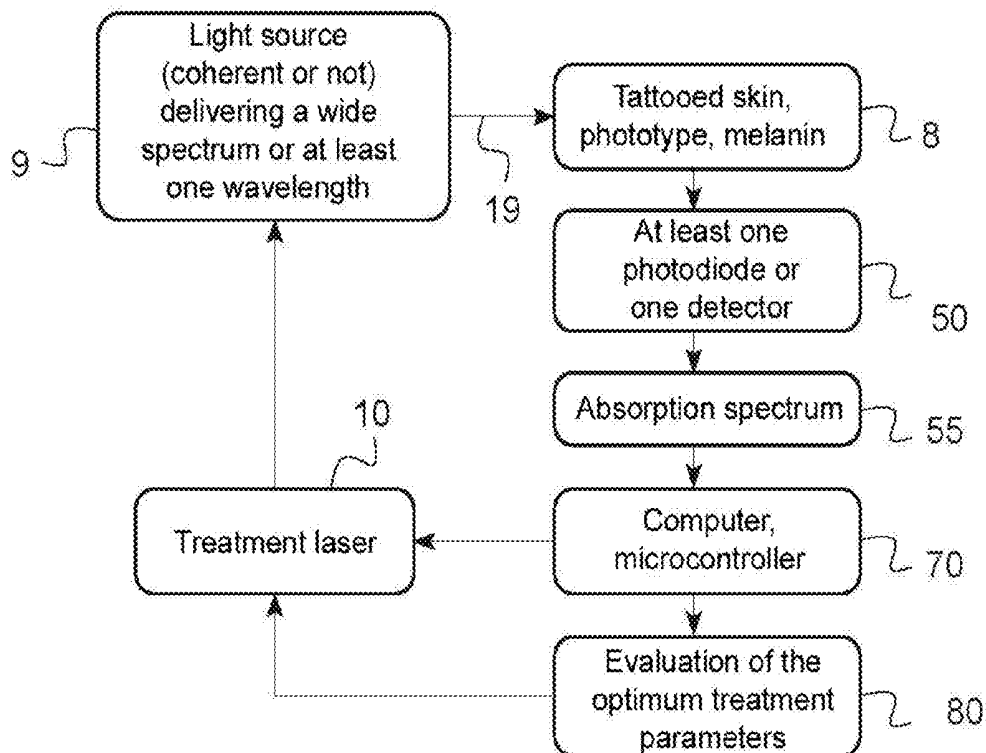 Light source
(coherent or not)
delivering a wide
spectrum or at least
one wavelength
9
19
Tattooed skin,
phototype, melanin
8
At least one
photodiode or
one detector
50
Absorption spectrum
55
10
Treatment laser
Computer,
microcontroller
70
Evaluation of the
optimum treatment
parameters
80